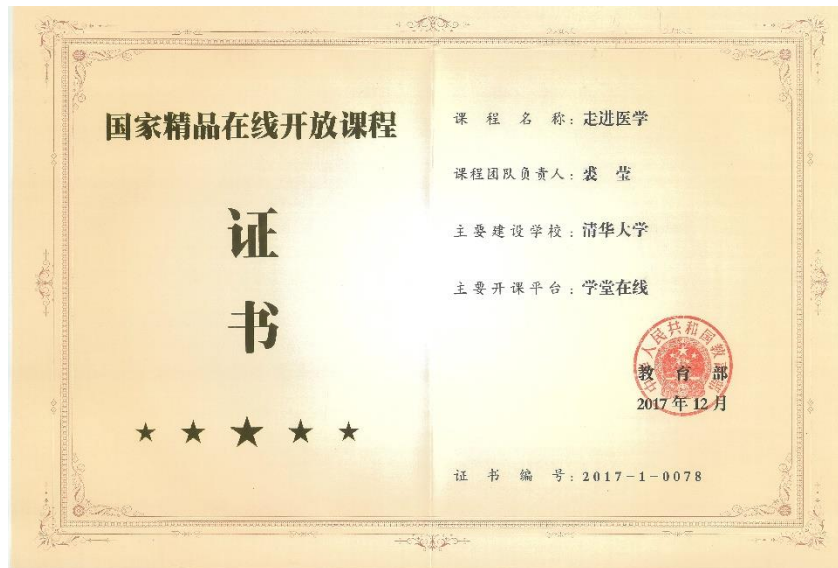 国家精品在线开放课程
证
书
课程名称：走进医学
课程团队负责人：裘莹
主要建设学校：清华大学
主要开课平台：学堂在线
中华人民共和国教育部
教育部
2017年12月
证书编号：2017-1-0078